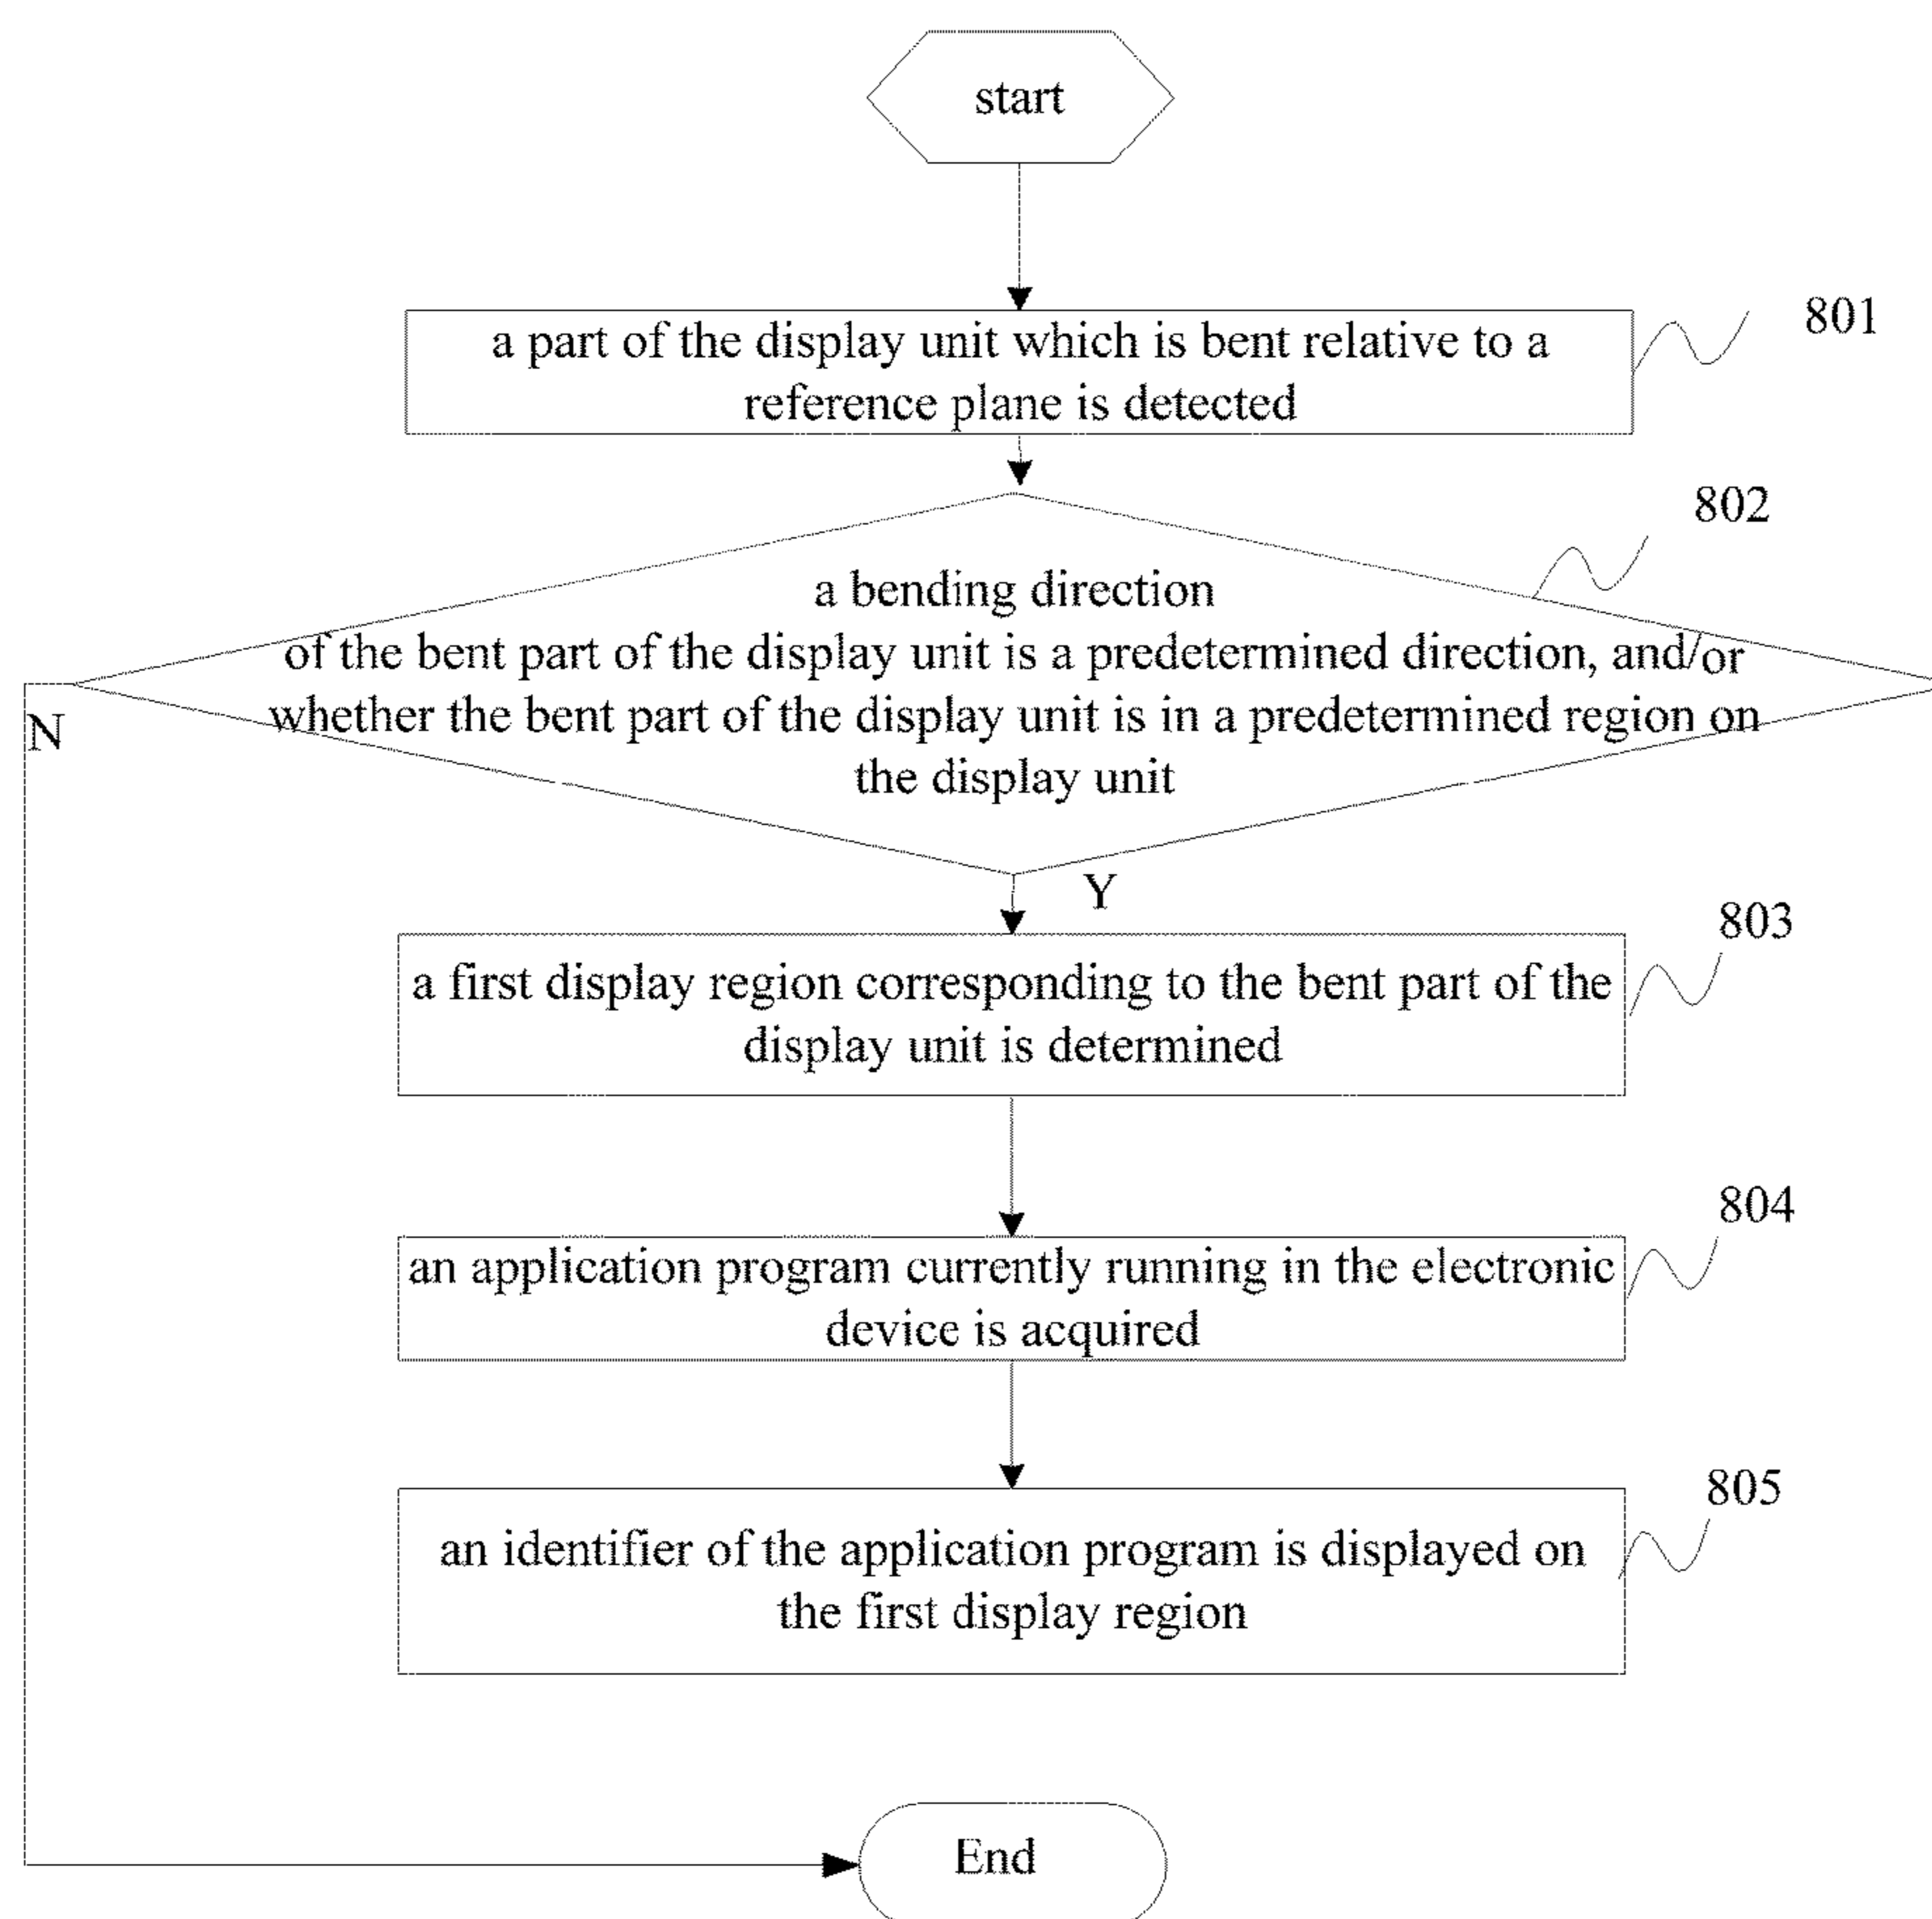 start
a part of the display unit which is bent relative to a
reference plane is detected
801
802
a bending direction
of the bent part of the display unit is a predetermined direction, and/or
whether the bent part of the display unit is in a predetermined region on
the display unit
N
Y
803
a first display region corresponding to the bent part of the
display unit is determined
804
an application program currently running in the electronic
device is acquired
805
an identifier of the application program is displayed on
the first display region
End